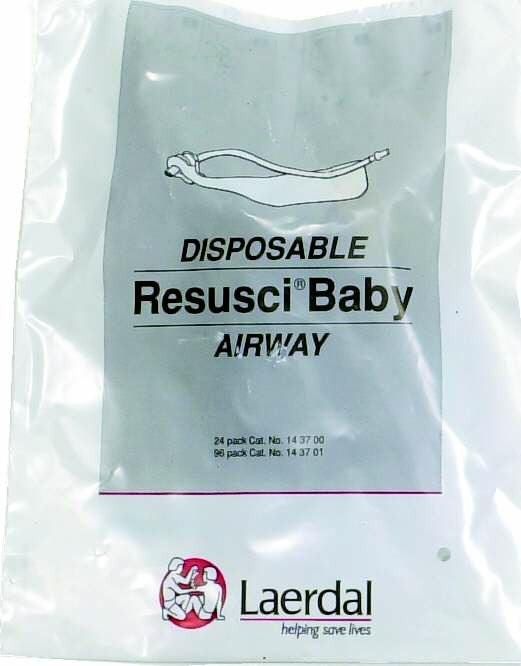 DISPOSABLE
Resusci® Baby
AIRWAY
24 pack Cat. No. 14 37 00
96 pack Cat. No. 14 37 01
Laerdal
helping save lives